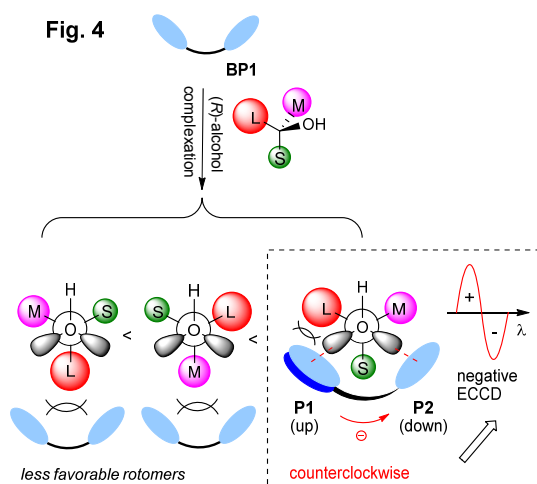 Fig. 4
BP1
(R)-alcohol
complexation
L
M
OH
S
H
M
S
O
L
<
H
S
L
O
M
<
H
L
M
O
S
P1
(up)
P2
(down)
⊖
counterclockwise
+
-
λ
negative
ECCD
less favorable rotomers